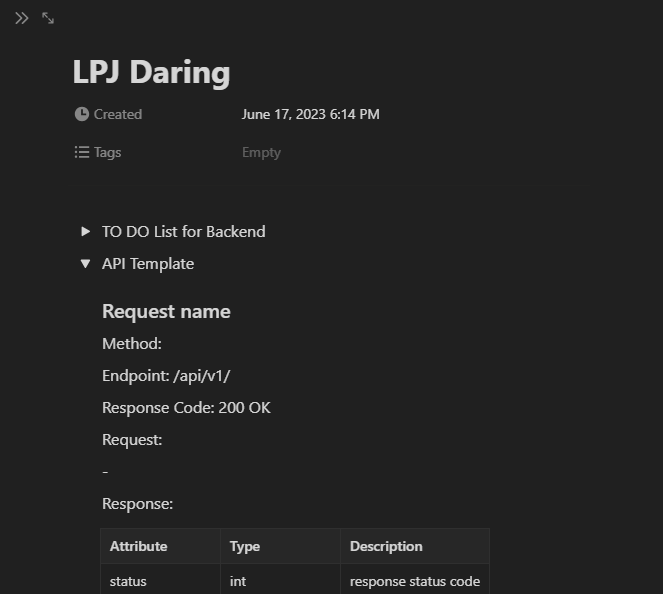 LPJ Daring
Created June 17, 2023 6:14 PM
Tags Empty
TO DO List for Backend
API Template
Request name
Method:
Endpoint: /api/v1/
Response Code: 200 OK
Request:
-
Response:
Attribute Type Description
status int response status code